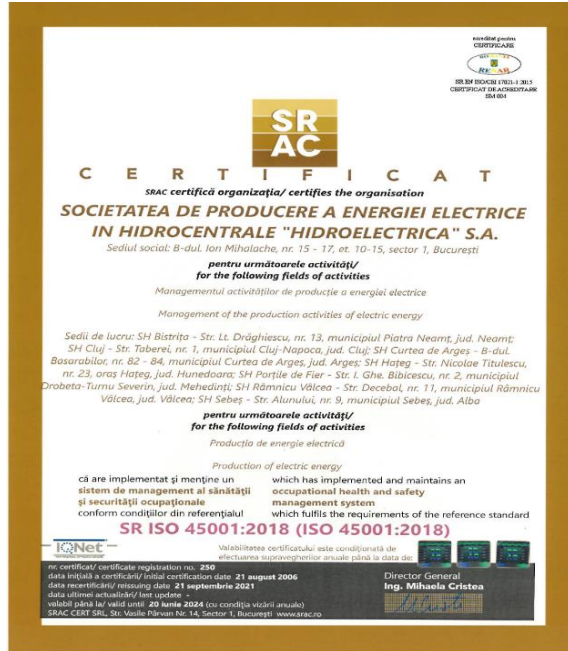 acreditat pentru
CERTIFICARE
RENAR
SR EN ISO/CEI 17021-1:2015
CERTIFICAT DE ACREDITARE
SM 004
SR
AC
CERTIFICAT
SRAC certifică organizația/ certifies the organisation
SOCIETATEA DE PRODUCERE A ENERGIEI ELECTRICE
IN HIDROCENTRALE "HIDROELECTRICA" S.A.
Sediul social: B-dul. Ion Mihalache, nr. 15 - 17, et. 10-15, sector 1, București
pentru următoarele activități/
for the following fields of activities
Managementul activităților de producție a energiei electrice
Management of the production activities of electric energy
Sedii de lucru: SH Bistrița - Str. Lt. Drăghiescu, nr. 13, municipiul Piatra Neamț, jud. Neamț;
SH Cluj - Str. Taberei, nr. 1, municipiul Cluj-Napoca, jud. Cluj; SH Curtea de Argeș - B-dul.
Basarabilor, nr. 82 - 84, municipiul Curtea de Argeș, jud. Argeș; SH Hațeg - Str. Nicolae Titulescu,
nr. 23, oraș Hațeg, jud. Hunedoara; SH Porțile de Fier - Str. I. Ghe. Bibicescu, nr. 2, municipiul
Drobeta-Turnu Severin, jud. Mehedinți; SH Râmnicu Vâlcea - Str. Decebal, nr. 11, municipiul Râmnicu
Vâlcea, jud. Vâlcea; SH Sebeș - Str. Alunului, nr. 9, municipiul Sebeș, jud. Alba
pentru următoarele activități/
for the following fields of activities
Producția de energie electrică
Production of electric energy
că are implementat și menține un
sistem de management al sănătății
și securității ocupaționale
conform condițiilor din referențialul
which has implemented and maintains an
occupational health and safety
management system
which fulfils the requirements of the reference standard
SR ISO 45001:2018 (ISO 45001:2018)
IQNet
Valabilitatea certificatului este condiționată de
efectuarea supravegherilor anuale până la data de:
nr. certificat/ certificate registration no. 250
data inițială a certificării/ initial certification date 21 august 2006
data recertificării/ reissuing date 21 septembrie 2021
data ultimei actualizări/ last update -
valabil până la/ valid until 20 iunie 2024 (cu condiția vizării anuale)
SRAC CERT SRL, Str. Vasile Pârvan Nr. 14, Sector 1, București www.srac.ro
Director General
Ing. Mihaela Cristea